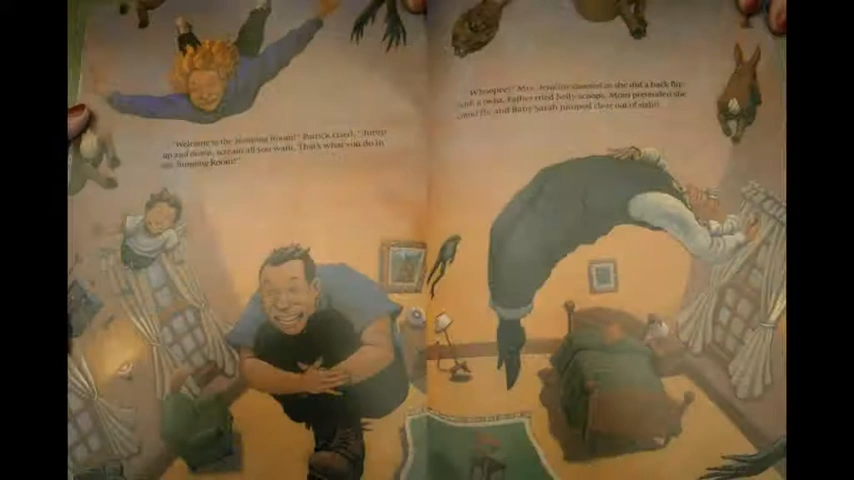 "Welcome to the Jumping Room!" Patrick cried. "Jump
up and down, scream all you want. That's what you do in
the Jumping Room!"
"Whoopee!" Mrs. Jenkins shouted as she did a back flip
with a twist. Father tried belly scoops. Mom pretended she
could fly and Baby Sarah jumped clear out of sight.